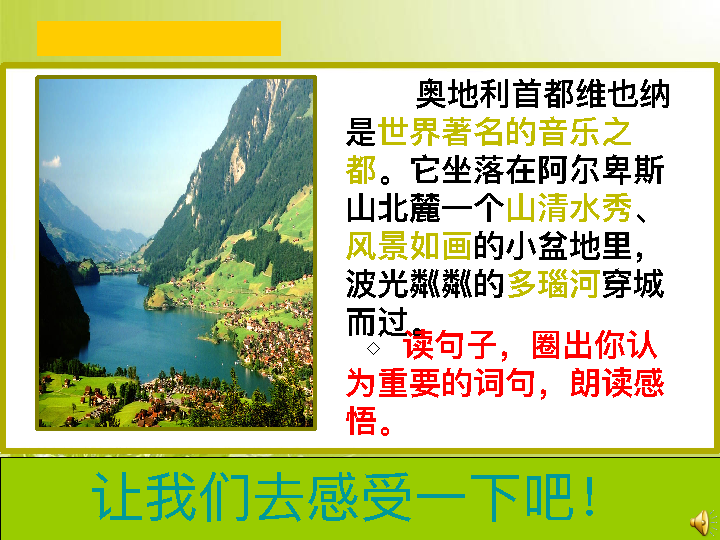 奥地利首都维也纳
是世界著名的音乐之
都。它坐落在阿尔卑斯
山北麓一个山清水秀、
风景如画的小盆地里，
波光粼粼的多瑙河穿城
而过。
读句子，圈出你认
为重要的词句，朗读感
悟。
让我们去感受一下吧！